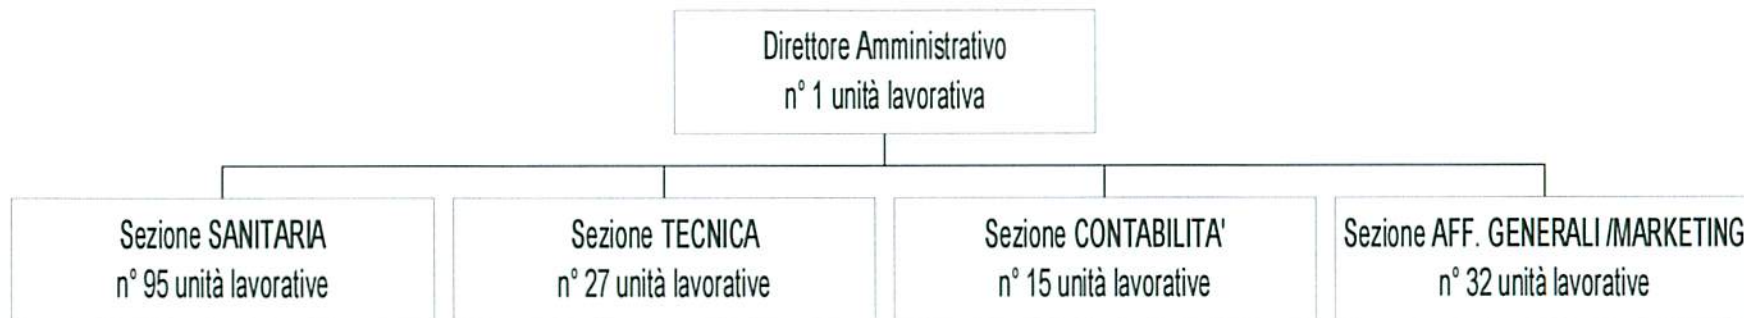 Direttore Amministrativo
n° 1 unità lavorativa
Sezione SANITARIA
n° 95 unità lavorative
Sezione TECNICA
n° 27 unità lavorative
Sezione CONTABILITA'
n° 15 unità lavorative
Sezione AFF. GENERALI /MARKETING
n° 32 unità lavorative